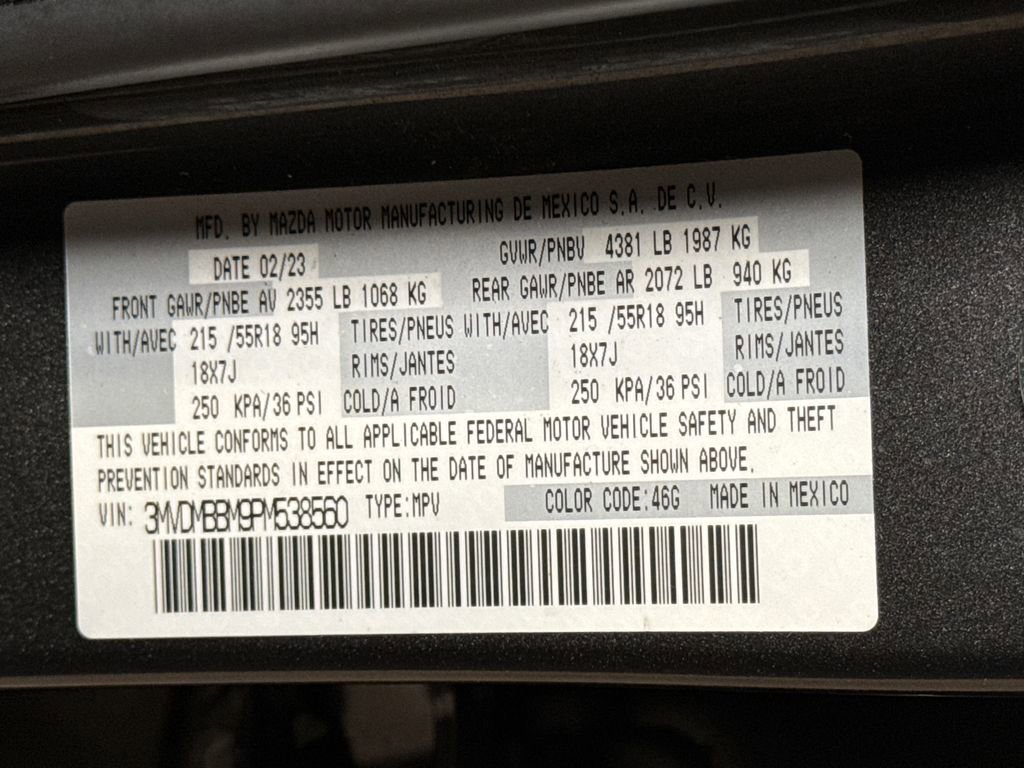 MFD. BY MAZDA MOTOR MANUFACTURING DE MEXICO S.A. DE C.V.
DATE 02/23 GVWR/PNBV 4381 LB 1987 KG
FRONT GAWR/PNBE AV 2355 LB 1068 KG REAR GAWR/PNBE AR 2072 LB 940 KG
WITH/AVEC 215 /55R18 95H TIRES/PNEUS WITH/AVEC 215 /55R18 95H TIRES/PNEUS
18X7J RIMS/JANTES 18X7J RIMS/JANTES
250 KPA/36 PSI COLD/A FROID 250 KPA/36 PSI COLD/A FROID
THIS VEHICLE CONFORMS TO ALL APPLICABLE FEDERAL MOTOR VEHICLE SAFETY AND THEFT
PREVENTION STANDARDS IN EFFECT ON THE DATE OF MANUFACTURE SHOWN ABOVE.
VIN: 3MVDMBBM9PM538560 TYPE:MPV COLOR CODE:46G MADE IN MEXICO